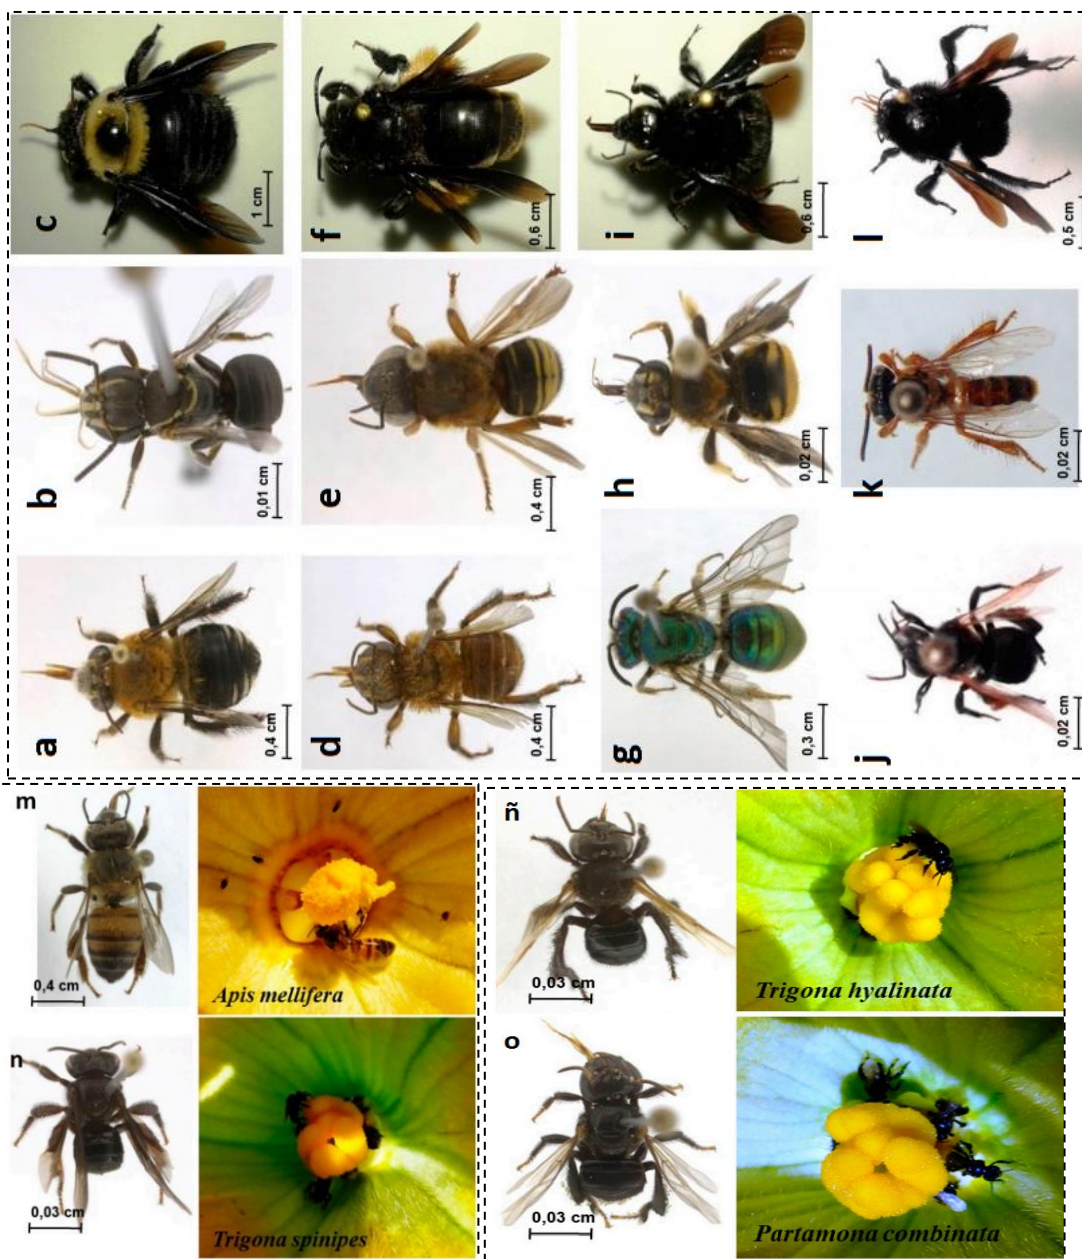 c
1 cm
f
0,6 cm
i
0,6 cm
l
0,5 cm
b
0,01 cm
e
0,4 cm
h
0,02 cm
k
0,02 cm
a
0,4 cm
d
0,4 cm
g
0,3 cm
j
0,02 cm
m
0,4 cm
Apis mellifera
n
0,03 cm
Trigona spinipes
ñ
0,03 cm
Trigona hyalinata
o
0,03 cm
Partamona combinata